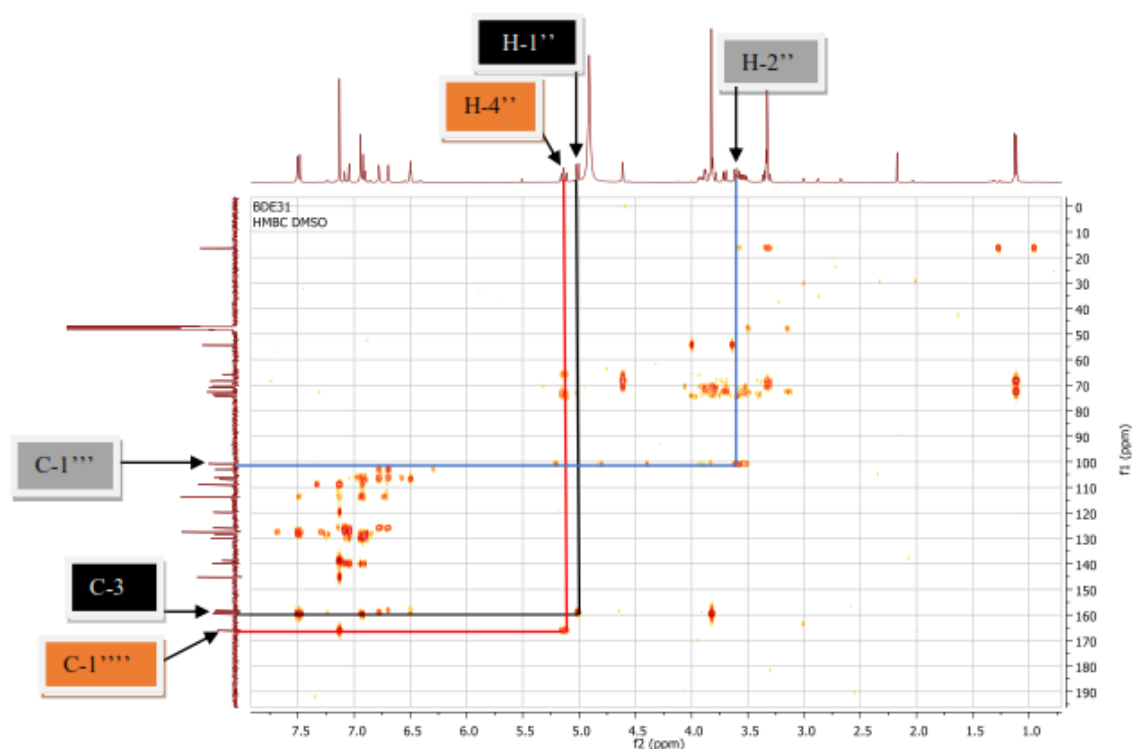 H-1’’
H-2’’
H-4’’
BDE31
HMBC DMSO
C-1’’’
C-3
C-1’’’’
0
10
20
30
40
50
60
70
80
90
100
110
120
130
140
150
160
170
180
190
f1 (ppm)
7.5 7.0 6.5 6.0 5.5 5.0 4.5 4.0 3.5 3.0 2.5 2.0 1.5 1.0
f2 (ppm)